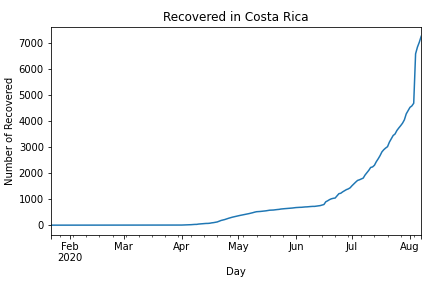 Recovered in Costa Rica
Number of Recovered
7000
6000
5000
4000
3000
2000
1000
0
Feb Mar Apr May Jun Jul Aug
2020
Day